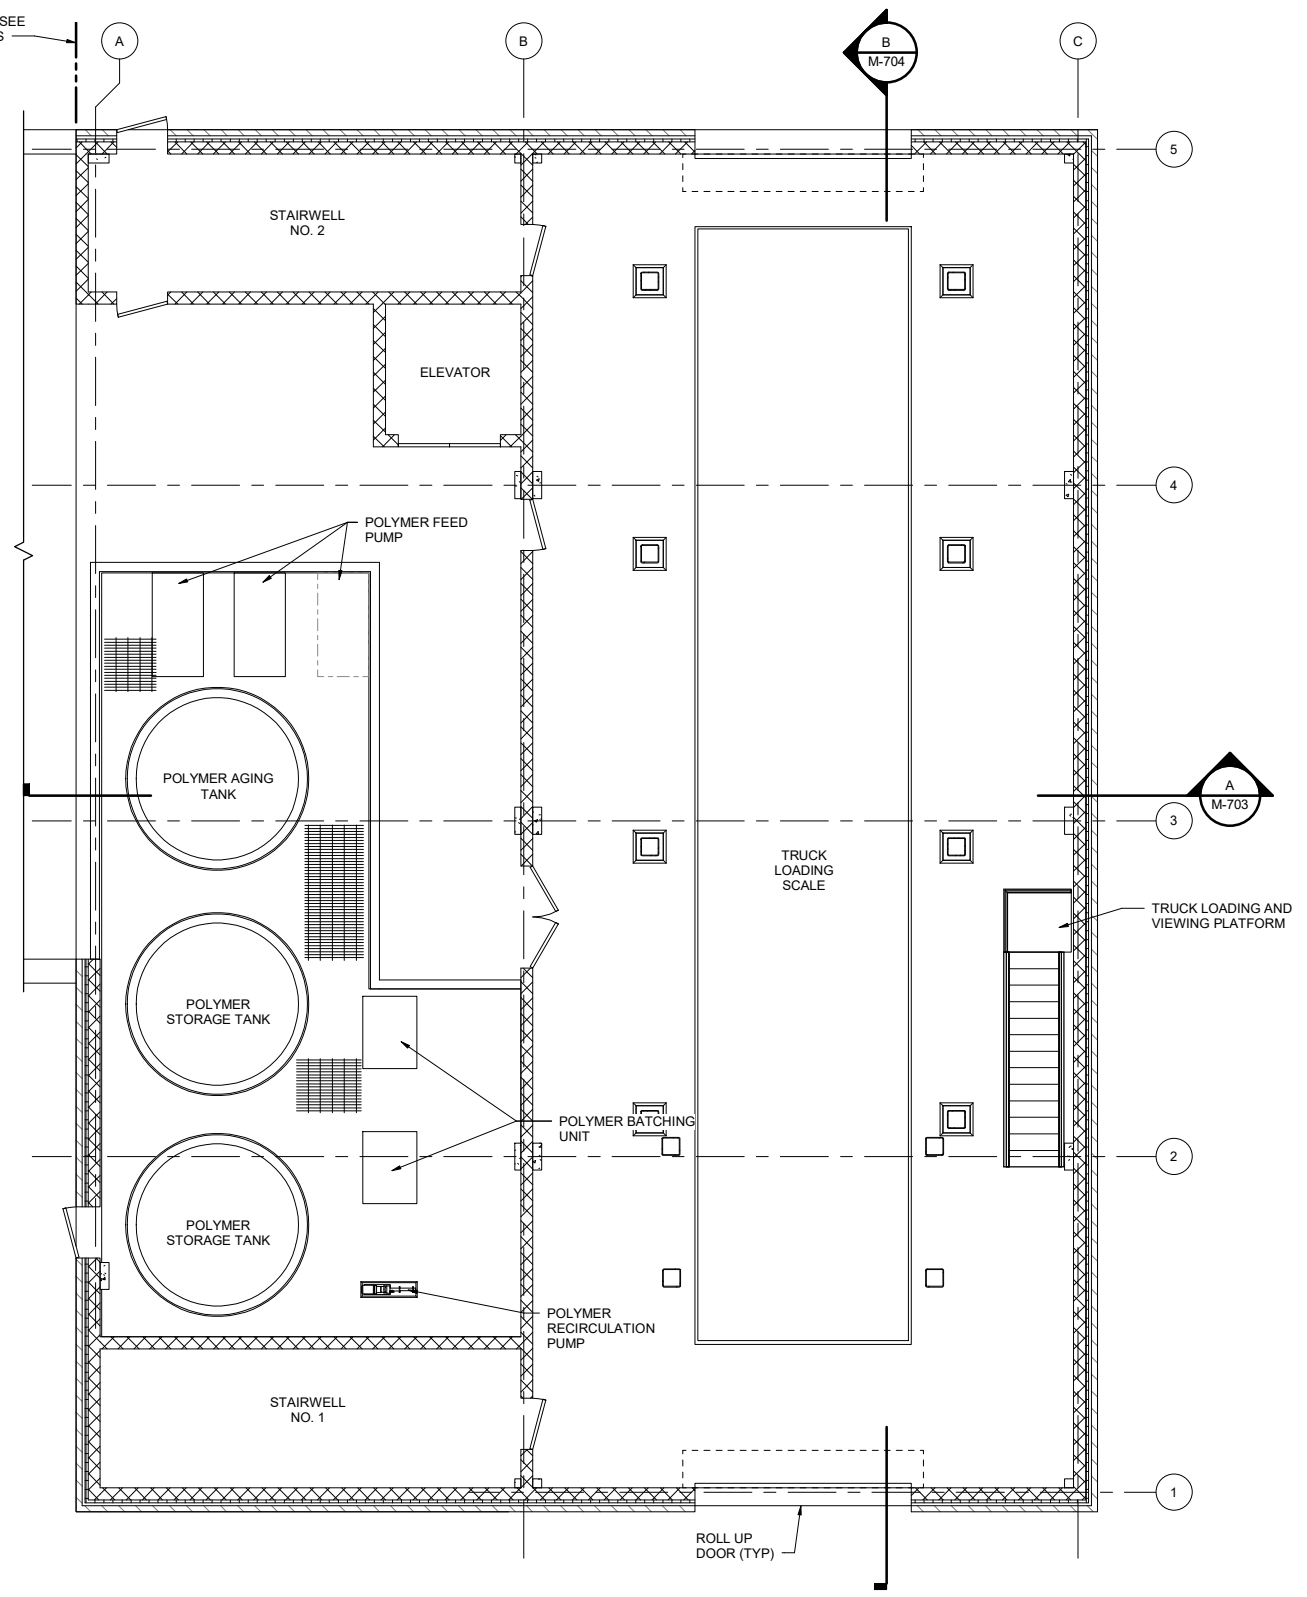 SEE
S
A
B
B
M-704
C
5
STAIRWELL
NO. 2
ELEVATOR
4
POLYMER FEED
PUMP
POLYMER AGING
TANK
A
M-703
3
TRUCK
LOADING
SCALE
TRUCK LOADING AND
VIEWING PLATFORM
POLYMER
STORAGE TANK
POLYMER BATCHING
UNIT
2
POLYMER
STORAGE TANK
POLYMER
RECIRCULATION
PUMP
STAIRWELL
NO. 1
1
ROLL UP
DOOR (TYP)